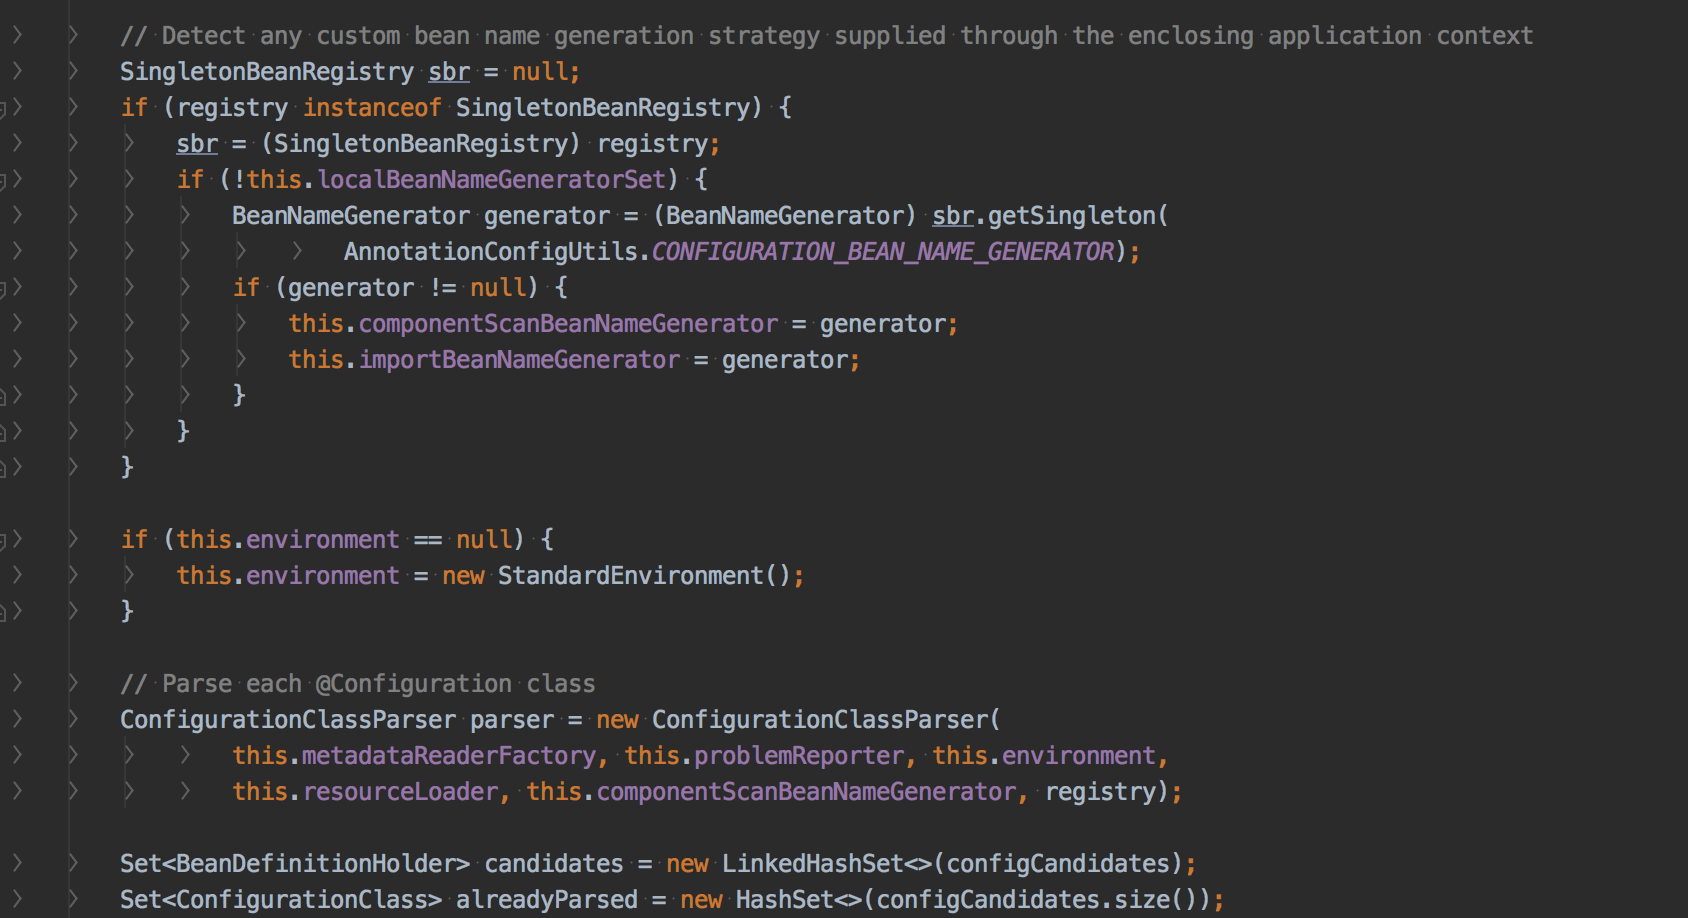 // Detect any custom bean name generation strategy supplied through the enclosing application context
SingletonBeanRegistry sbr = null;
if (registry instanceof SingletonBeanRegistry) {
sbr = (SingletonBeanRegistry) registry;
if (!this.localBeanNameGeneratorSet) {
BeanNameGenerator generator = (BeanNameGenerator) sbr.getSingleton(
AnnotationConfigUtils.CONFIGURATION_BEAN_NAME_GENERATOR);
if (generator != null) {
this.componentScanBeanNameGenerator = generator;
this.importBeanNameGenerator = generator;
}
}
}
if (this.environment == null) {
this.environment = new StandardEnvironment();
}
// Parse each @Configuration class
ConfigurationClassParser parser = new ConfigurationClassParser(
this.metadataReaderFactory, this.problemReporter, this.environment,
this.resourceLoader, this.componentScanBeanNameGenerator, registry);
Set<BeanDefinitionHolder> candidates = new LinkedHashSet<>(configCandidates);
Set<ConfigurationClass> alreadyParsed = new HashSet<>(configCandidates.size());